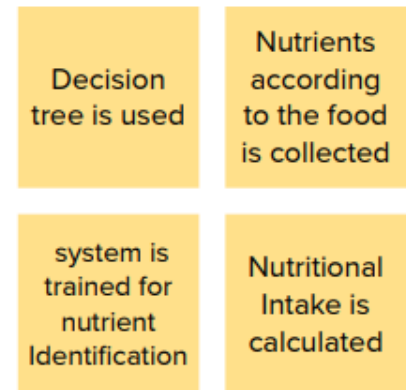 Decision
tree is used
Nutrients
according
to the food
is collected
system is
trained for
nutrient
Identification
Nutritional
Intake is
calculated